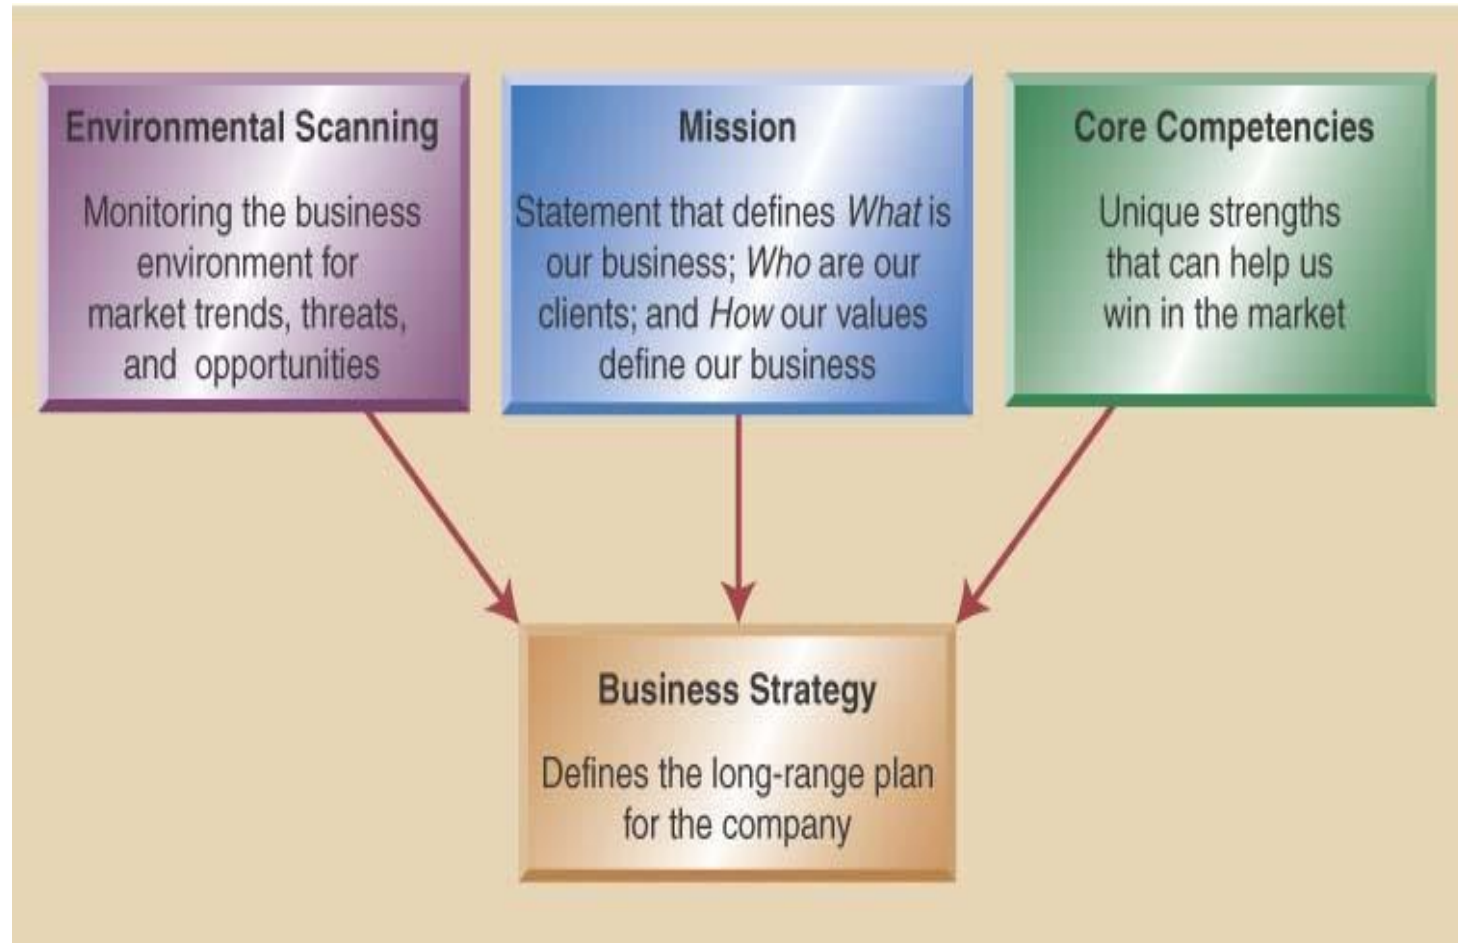 Environmental Scanning
Monitoring the business
environment for
market trends, threats,
and opportunities
Mission
Statement that defines What is
our business; Who are our
clients; and How our values
define our business
Core Competencies
Unique strengths
that can help us
win in the market
Business Strategy
Defines the long-range plan
for the company